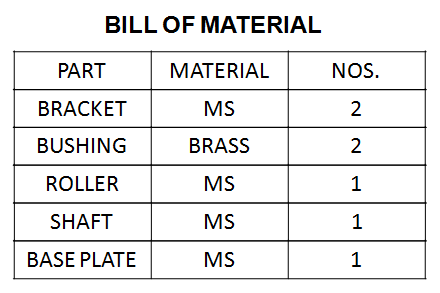 BILL OF MATERIAL
PART MATERIAL NOS.
BRACKET MS 2
BUSHING BRASS 2
ROLLER MS 1
SHAFT MS 1
BASE PLATE MS 1